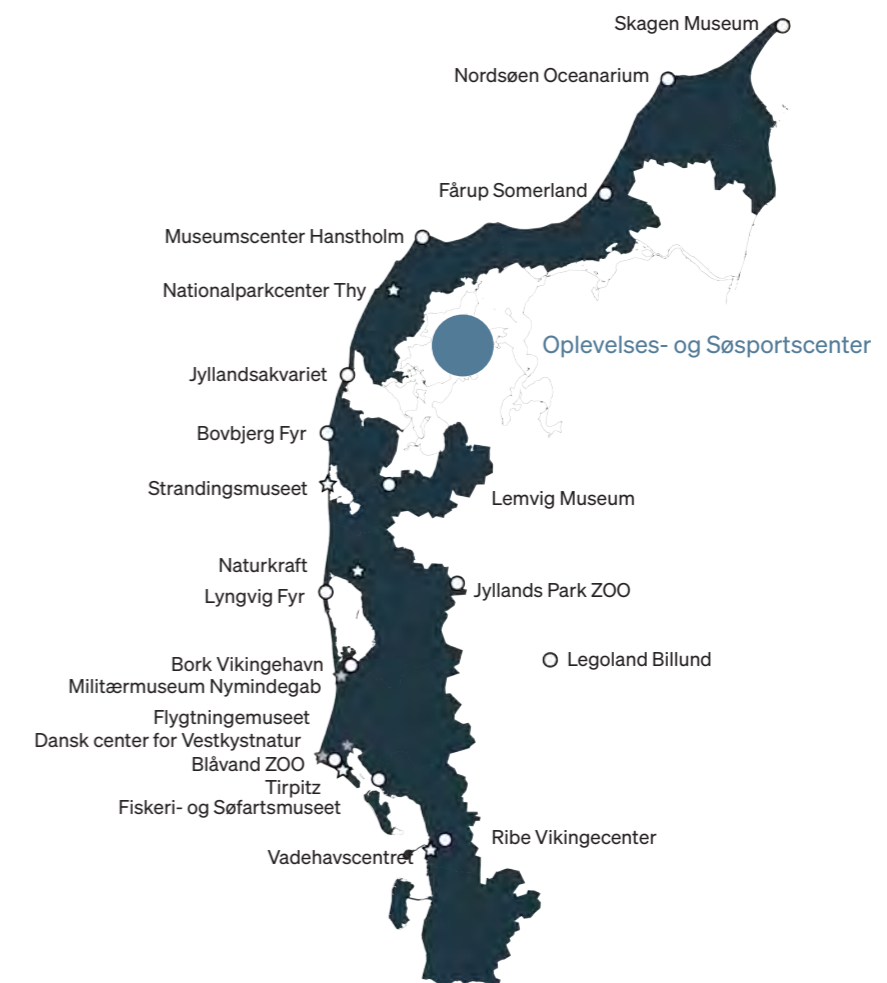 Skagen Museum
Nordsøen Oceanarium
Fårup Somerland
Museumscenter Hanstholm
Nationalparkcenter Thy
Oplevelses- og Søsportscenter
Jyllandsakvariet
Bovbjerg Fyr
Strandingsmuseet
Lemvig Museum
Naturkraft
Jyllands Park ZOO
Lyngvig Fyr
Legoland Billund
Bork Vikingehavn
Militærmuseum Nymindegab
Flygtningemuseet
Dansk center for Vestkystnatur
Blåvand ZOO
Tirpitz
Fiskeri- og Søfartsmuseet
Ribe Vikingecenter
Vadehavscentret